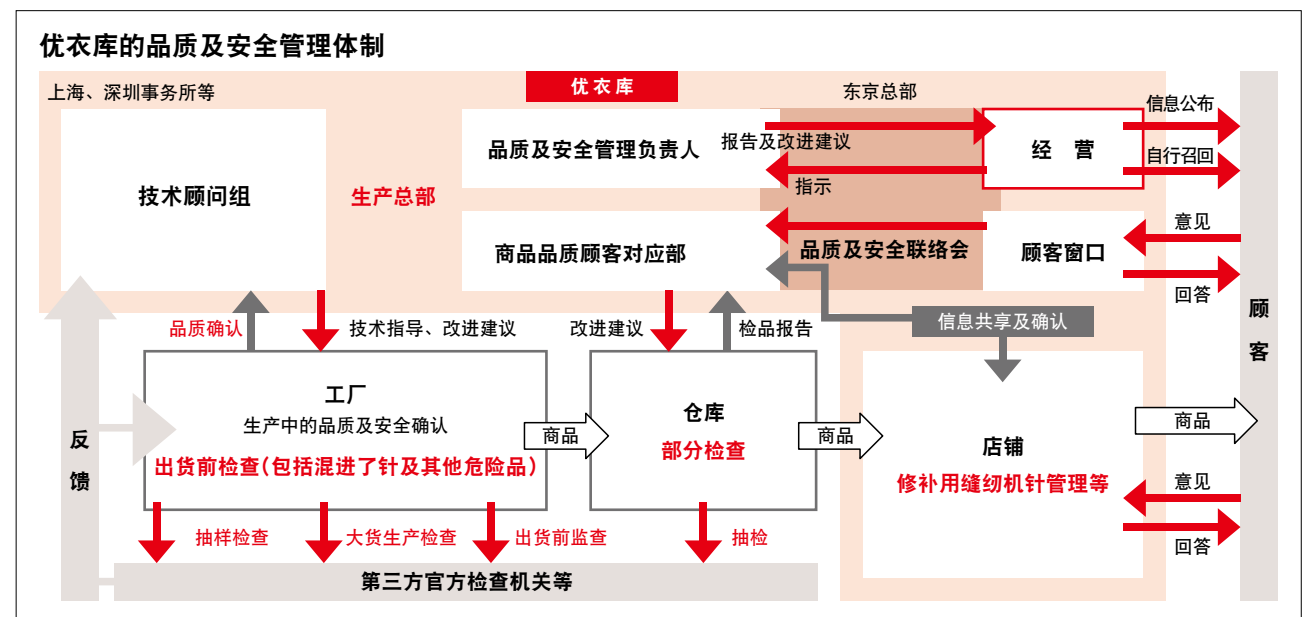 优衣库的品质及安全管理体制
优衣库
上海、深圳事务所等
东京总部
技术顾问组
生产总部
品质及安全管理负责人
报告及改进建议
指示
经 营
信息公布
自行召回
商品品质顾客对应部
品质及安全联络会
顾客窗口
意见
回答
顾
客
品质确认
技术指导、改进建议
改进建议
检品报告
信息共享及确认
反
馈
工厂
生产中的品质及安全确认
出货前检查(包括混进了针及其他危险品)
商品
仓库
部分检查
商品
店铺
修补用缝纫机针管理等
商品
意见
回答
抽样检查
大货生产检查
出货前监查
抽检
第三方官方检查机关等